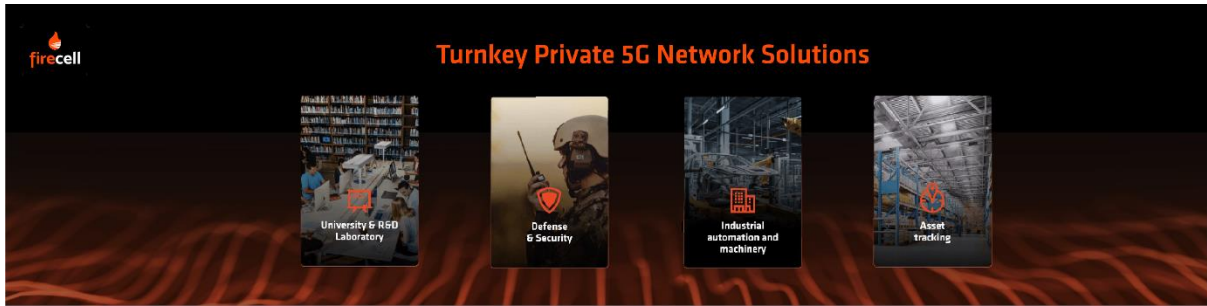 firecell
Turnkey Private 5G Network Solutions
University & R&D
Laboratory
Defense
& Security
Industrial
automation and
machinery
Asset
tracking